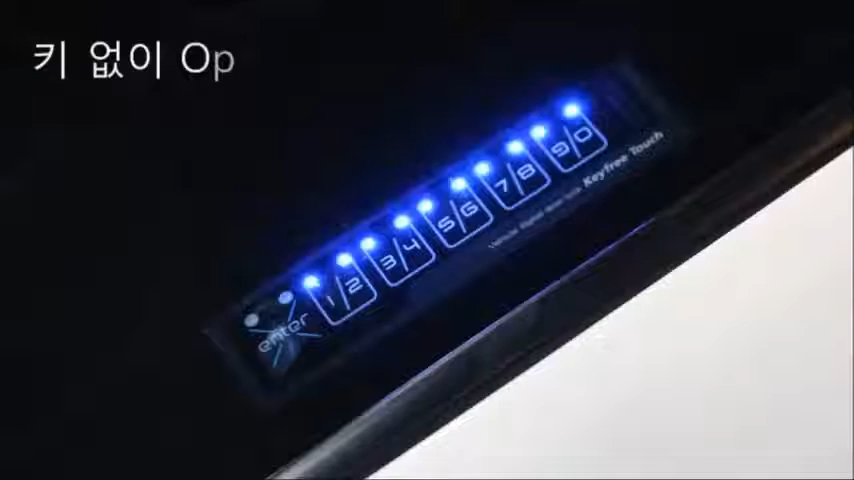 키 없이 Op
enter 1/2 3/4 5/6 7/8 9/0
Keyfree Touch